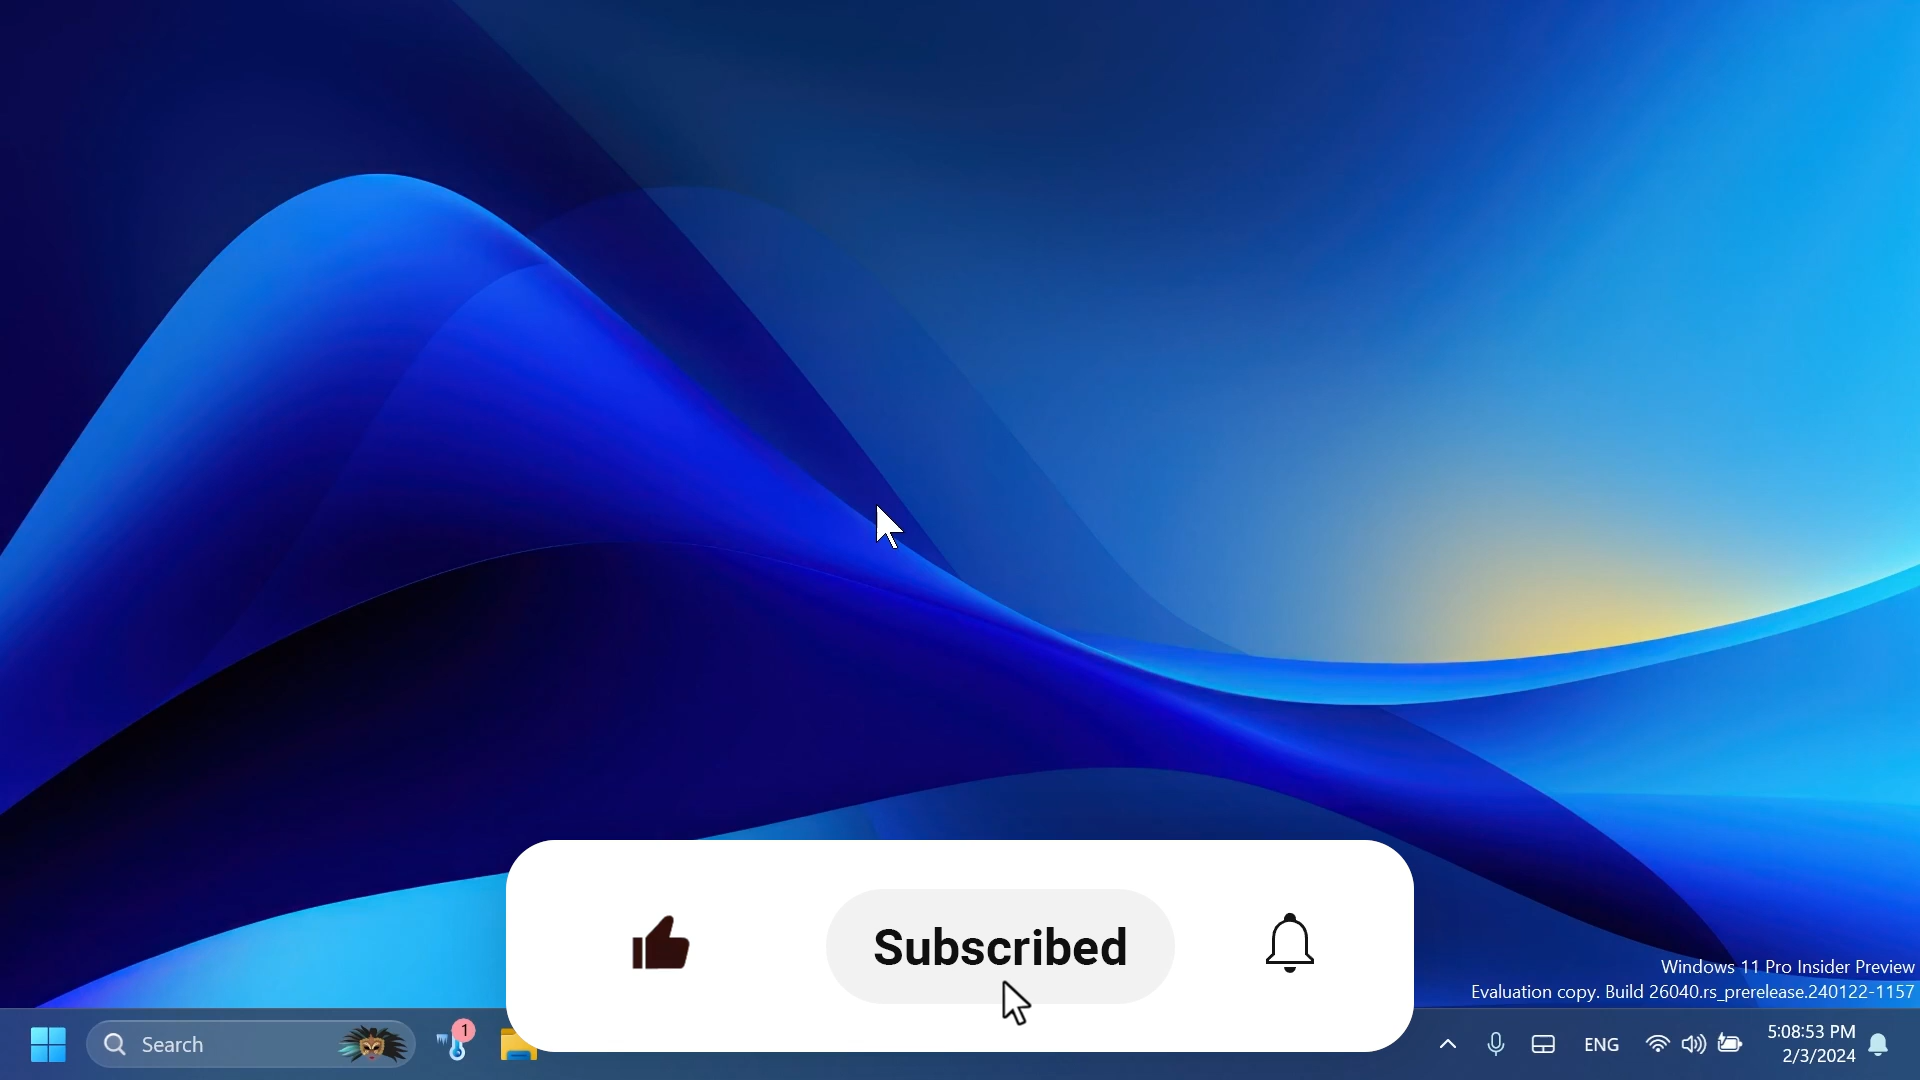 Subscribed
Windows 11 Pro Insider Preview
Evaluation copy. Build 26040.rs_prerelease.240122-1157
Search
1
ENG
5:08:53 PM
2/3/2024